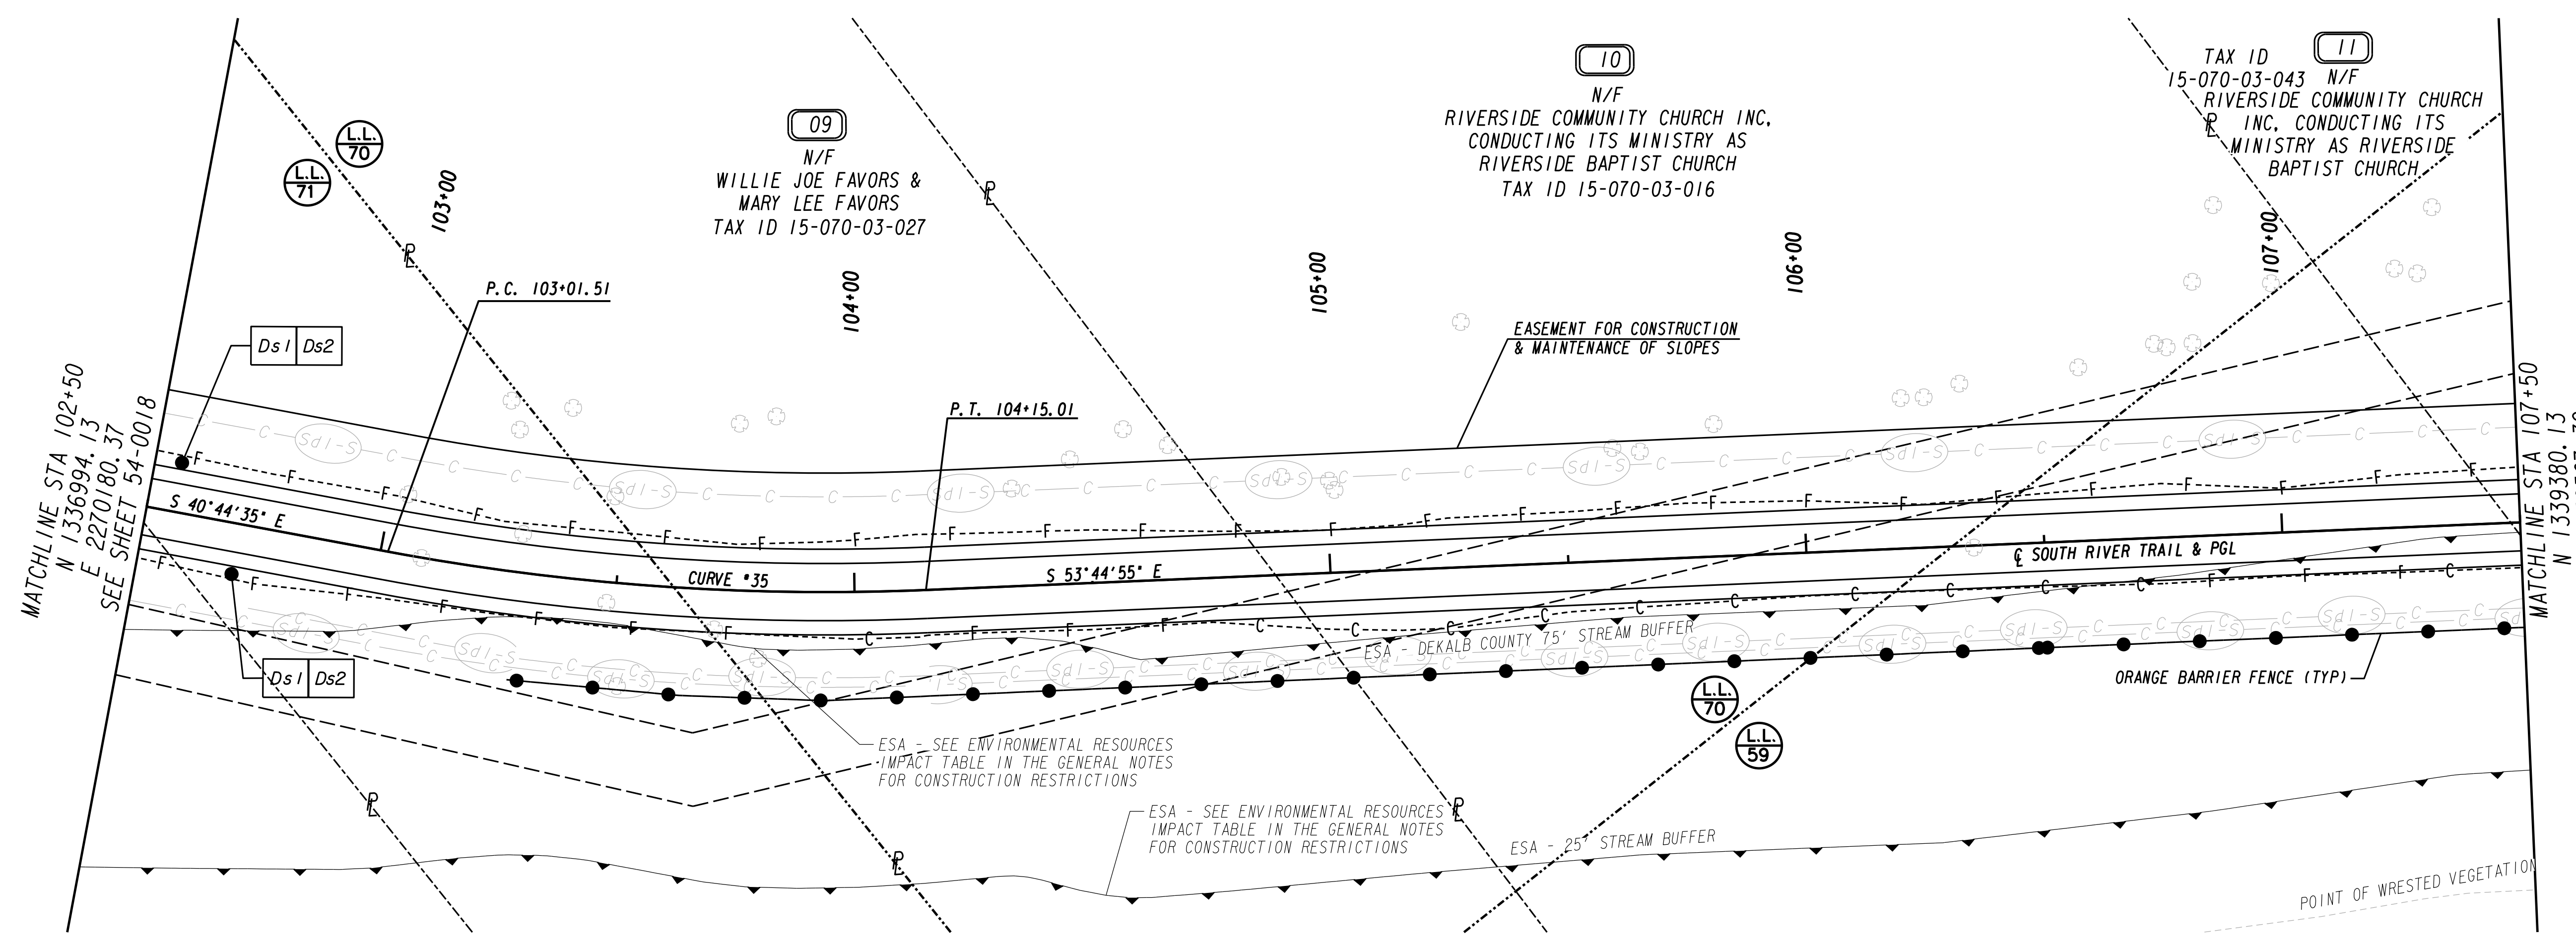 MATCHLINE STA 102+50
N 1336994.13
E 2270180.37
SEE SHEET 54-0018
L.L.
70
L.L.
71
103+00
P.C. 103+01.51
Ds1 Ds2
S 40°44'35" E
09
N/F
WILLIE JOE FAVORS &
MARY LEE FAVORS
TAX ID 15-070-03-027
104+00
P.T. 104+15.01
CURVE #35
S 53°44'55" E
105+00
10
N/F
RIVERSIDE COMMUNITY CHURCH INC,
CONDUCTING ITS MINISTRY AS
RIVERSIDE BAPTIST CHURCH
TAX ID 15-070-03-016
106+00
EASEMENT FOR CONSTRUCTION
& MAINTENANCE OF SLOPES
11
TAX ID
15-070-03-043
N/F
RIVERSIDE COMMUNITY CHURCH
INC, CONDUCTING ITS
MINISTRY AS RIVERSIDE
BAPTIST CHURCH
107+00
℄ SOUTH RIVER TRAIL & PGL
Sd1-S
Ds1 Ds2
ESA - DEKALB COUNTY 75' STREAM BUFFER
ORANGE BARRIER FENCE (TYP)
L.L.
70
L.L.
59
ESA - SEE ENVIRONMENTAL RESOURCES
IMPACT TABLE IN THE GENERAL NOTES
FOR CONSTRUCTION RESTRICTIONS
ESA - SEE ENVIRONMENTAL RESOURCES
IMPACT TABLE IN THE GENERAL NOTES
FOR CONSTRUCTION RESTRICTIONS
ESA - 25' STREAM BUFFER
POINT OF WRESTED VEGETATION
MATCHLINE STA 107+50
N 1339380.13